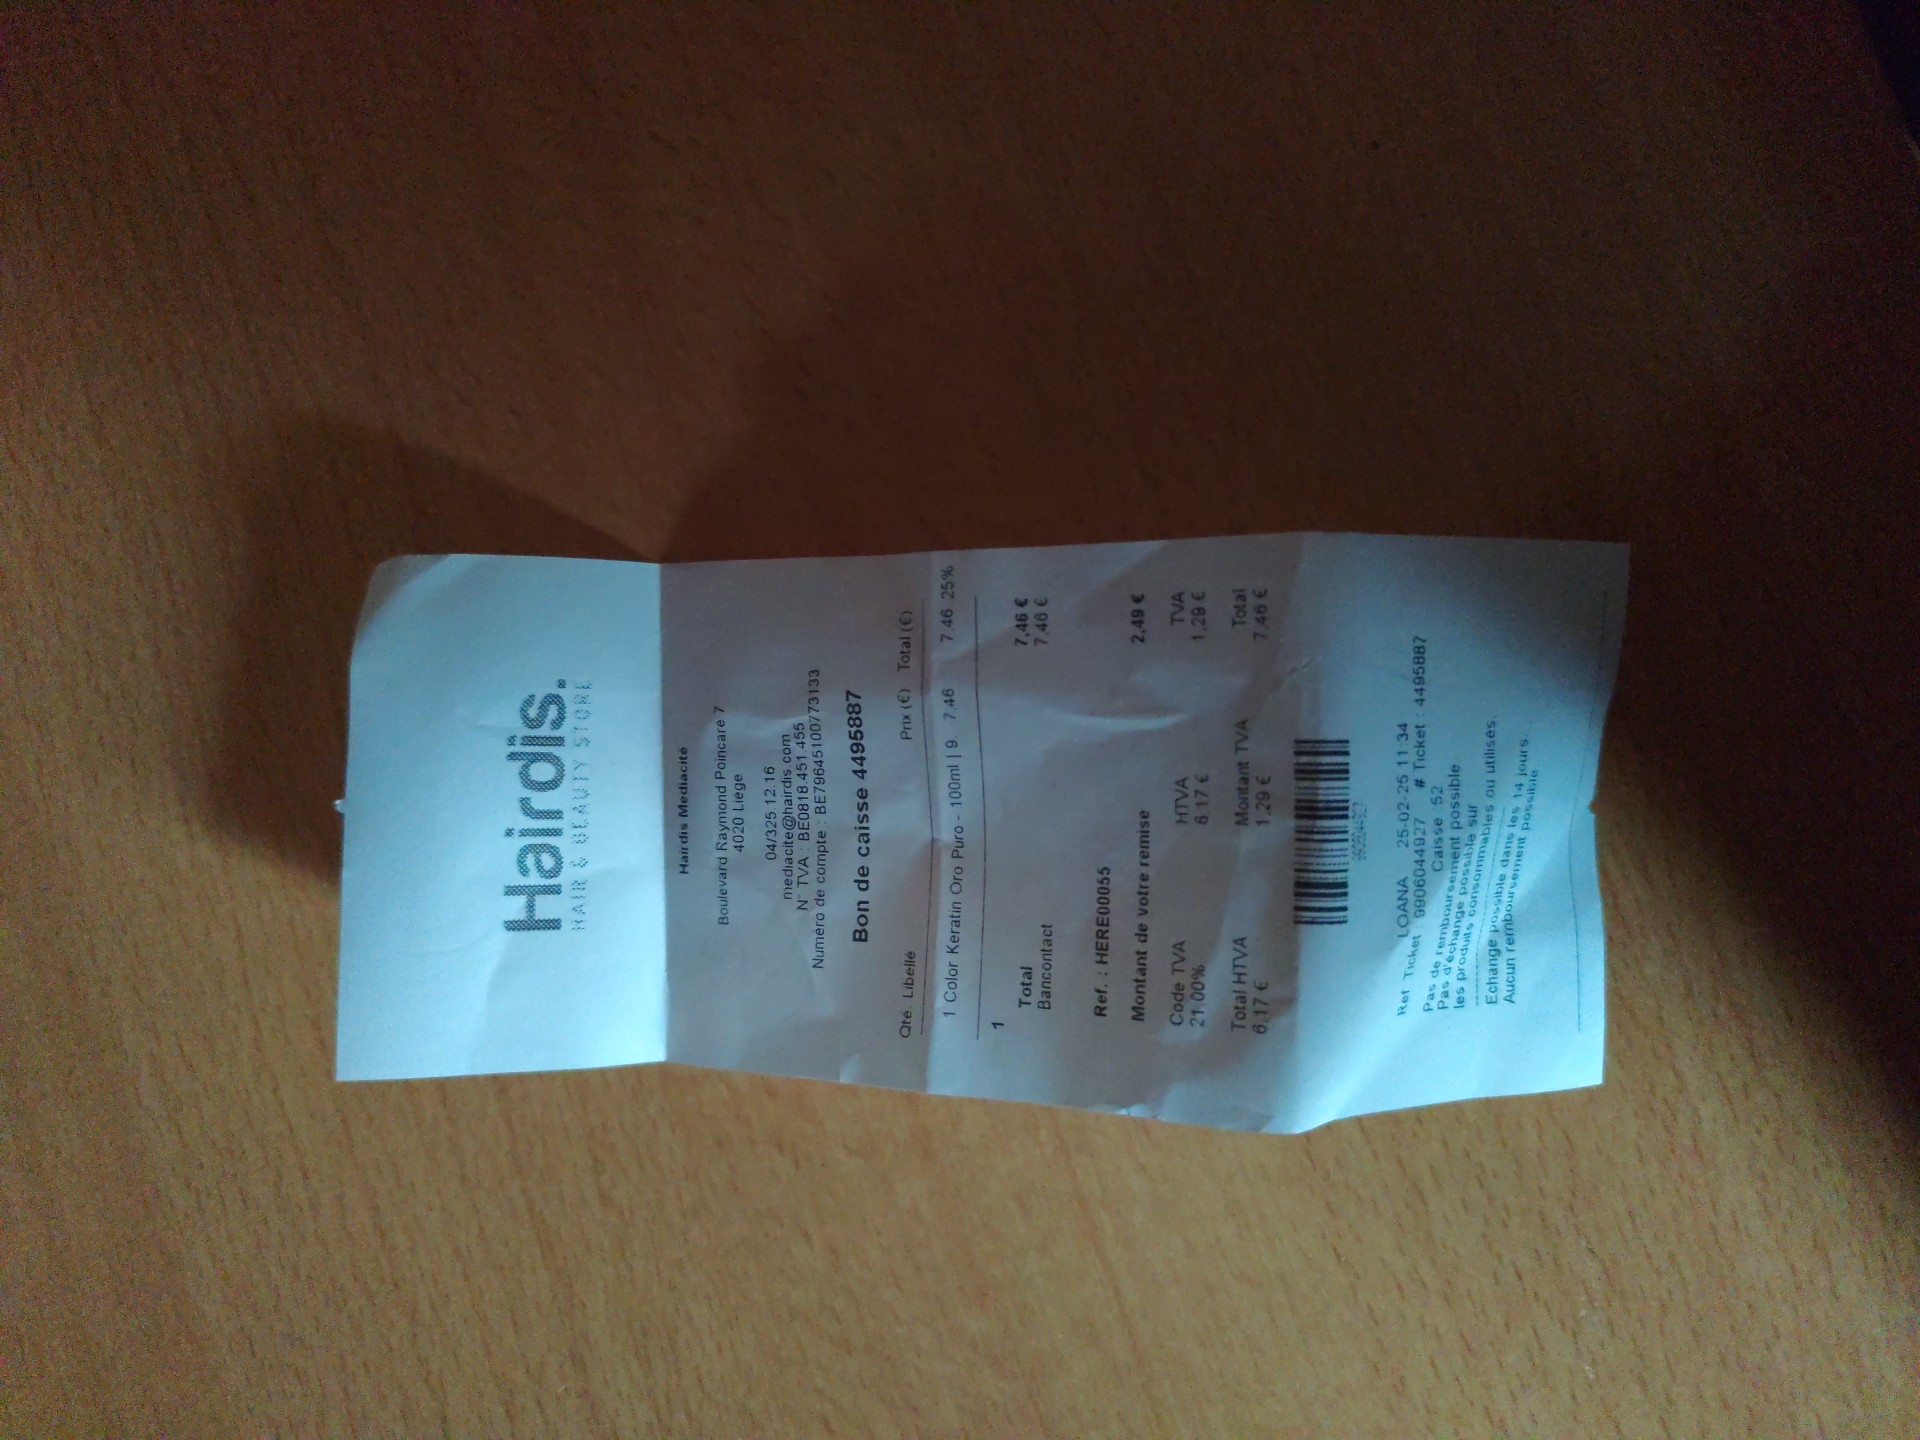 Hairdis.
HAIR & BEAUTY STORE
Hairdis Mediacité
Boulevard Raymond Poincare 7
4020 Liège
04/325.12.16
mediacite@hairdis.com
N° TVA : BE0818.451.455
Numéro de compte : BE79645100773133
Bon de caisse 4495887
Qté Libellé Prix (€) Total (€)
1 Color Keratin Oro Puro - 100ml | 9. 7.46 7.46 25%
1
Total 7,46 €
Bancontact 7,46 €
Ref. : HERE00055
Montant de votre remise 2,49 €
Code TVA HTVA TVA
21.00% 6.17 € 1,29 €
Total HTVA Montant TVA Total
6,17 € 1.29 € 7.46 €
Ref Ticket : 9906044927 # Ticket : 4495887
LOANA 25-02-25 11:34
Caisse 52
Pas de remboursement possible
Pas d'échange possible sur
les produits consommables ou utilisés.
Echange possible dans les 14 jours.
Aucun remboursement possible.